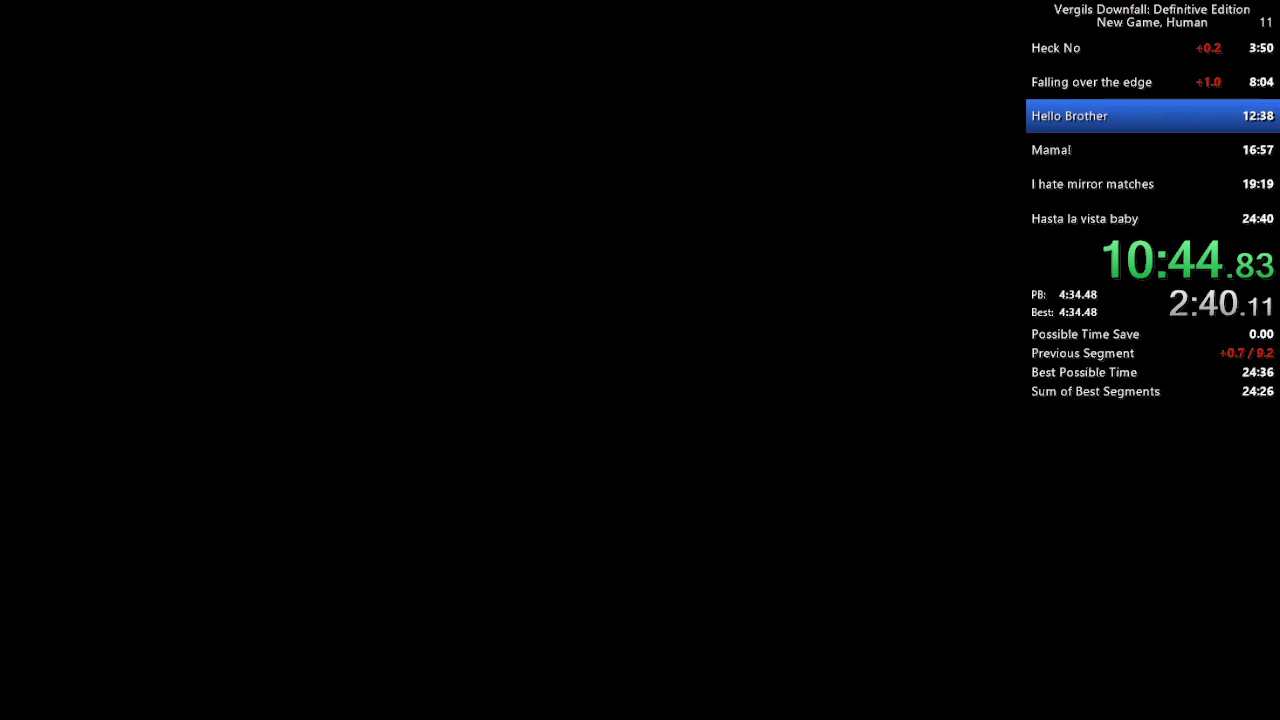 Vergils Downfall: Definitive Edition
New Game, Human 11
Heck No +0.2 3:50
Falling over the edge +1.0 8:04
Hello Brother 12:38
Mama! 16:57
I hate mirror matches 19:19
Hasta la vista baby 24:40
10:44.83
PB: 4:34.48
Best: 4:34.48
2:40.11
Possible Time Save 0.00
Previous Segment +0.7 / 9.2
Best Possible Time 24:36
Sum of Best Segments 24:26